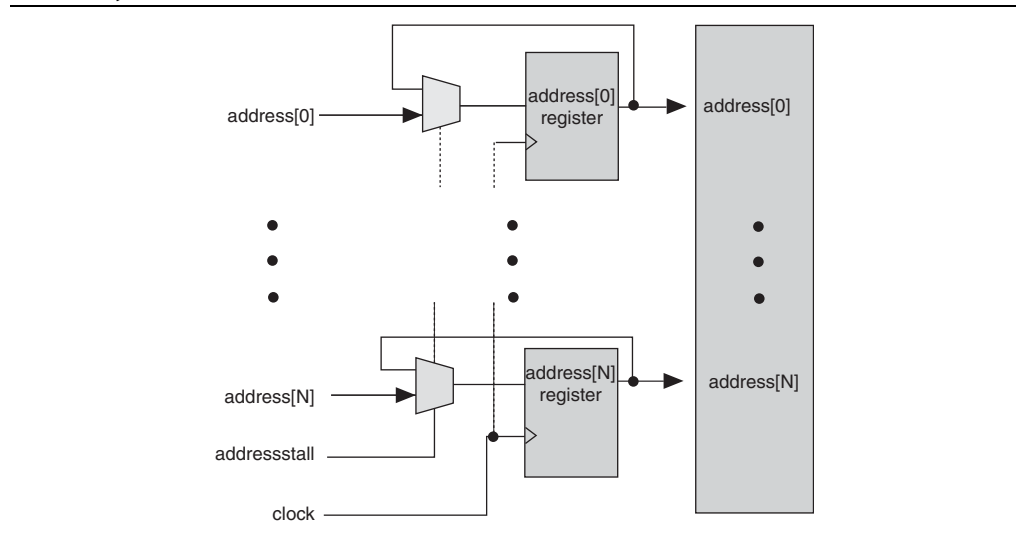 address[0]
address[0]
register
address[0]
address[N]
address[N]
register
address[N]
addressstall
clock